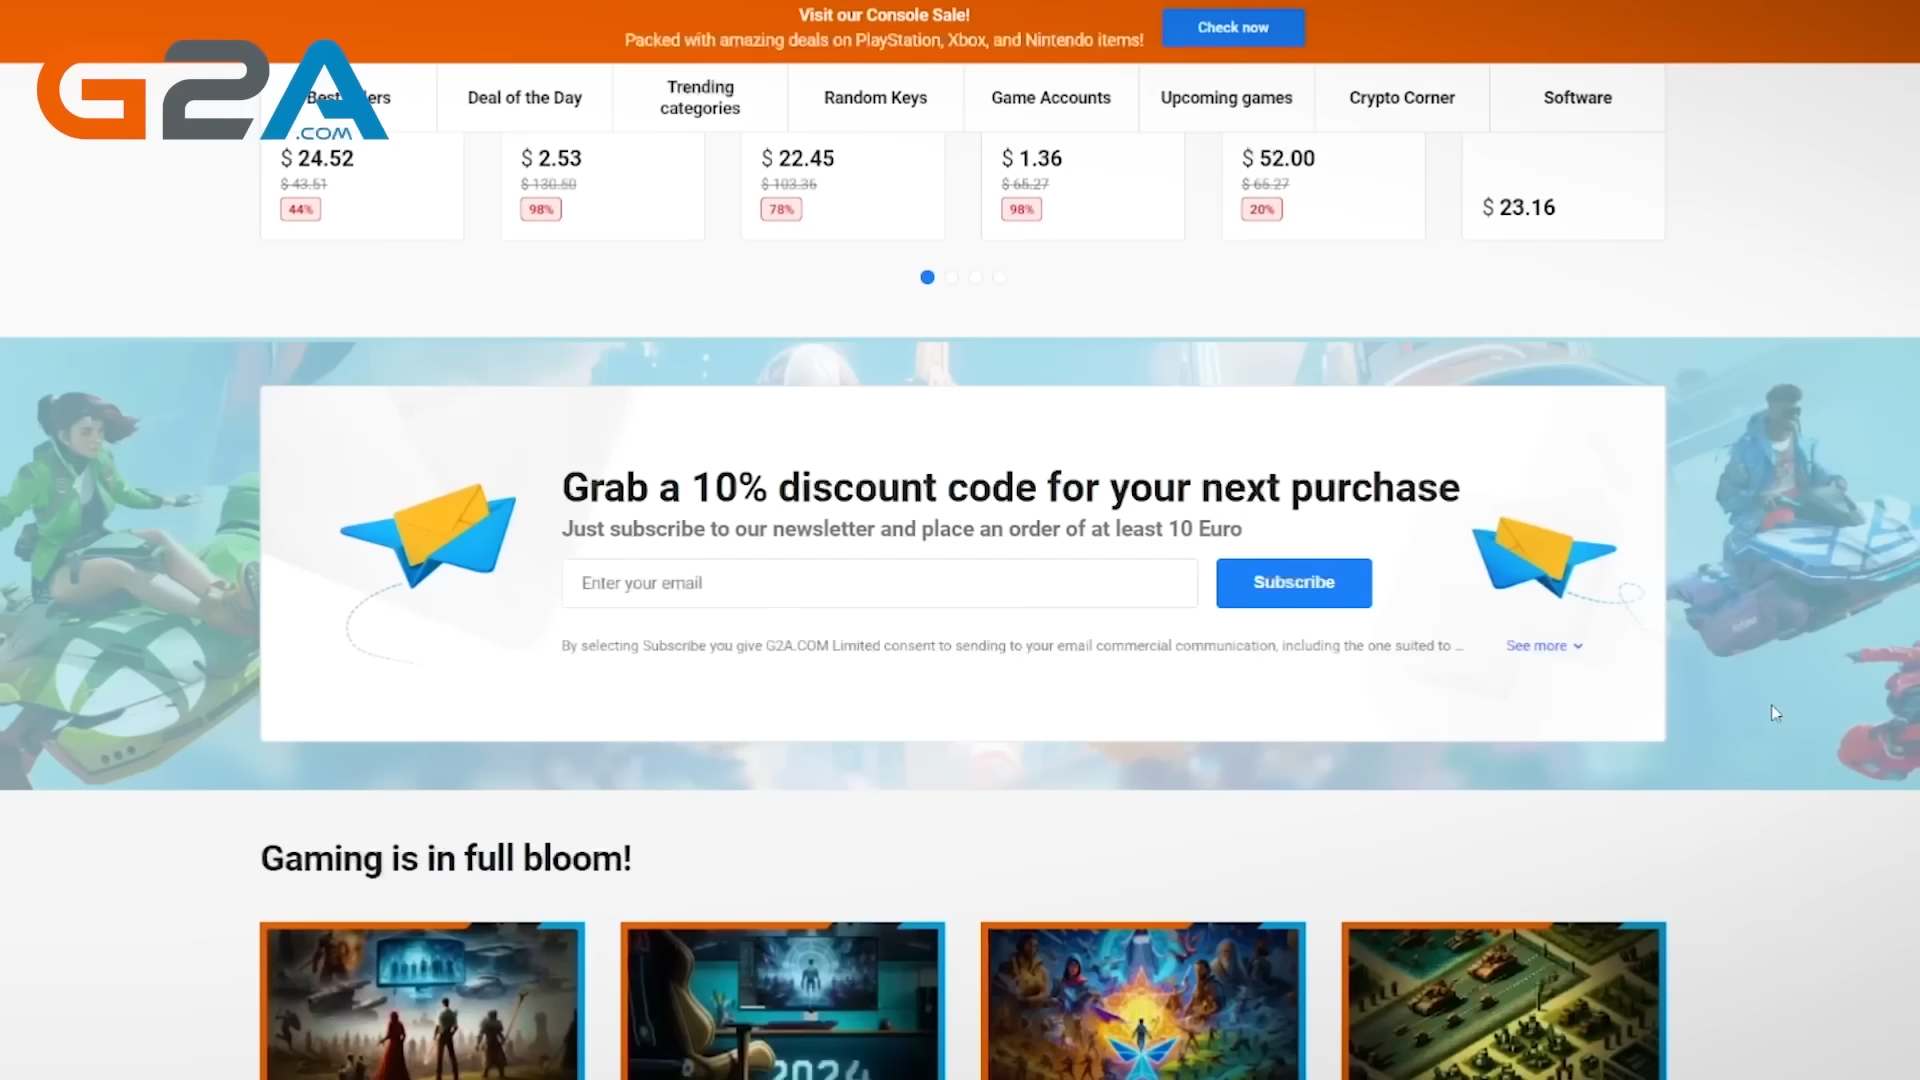 Visit our Console Sale!
Packed with amazing deals on PlayStation, Xbox, and Nintendo items!
Check now
G2A
.COM
Deal of the Day
Trending
categories
Random Keys
Game Accounts
Upcoming games
Crypto Corner
Software
$ 24.52
$ 43.51
44%
$ 2.53
$ 130.50
98%
$ 22.45
$ 103.36
78%
$ 1.36
$ 65.27
98%
$ 52.00
$ 65.27
20%
$ 23.16
Grab a 10% discount code for your next purchase
Just subscribe to our newsletter and place an order of at least 10 Euro
Enter your email
Subscribe
By selecting Subscribe you give G2A.COM Limited consent to sending to your email commercial communication, including the one suited to ...
See more
Gaming is in full bloom!
2024